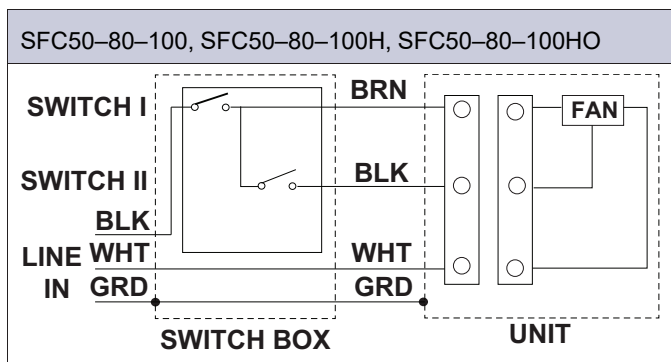 SFC50–80–100, SFC50–80–100H, SFC50–80–100HO
SWITCH I
BRN
FAN
SWITCH II
BLK
BLK
LINE IN
WHT
WHT
GRD
GRD
SWITCH BOX
UNIT